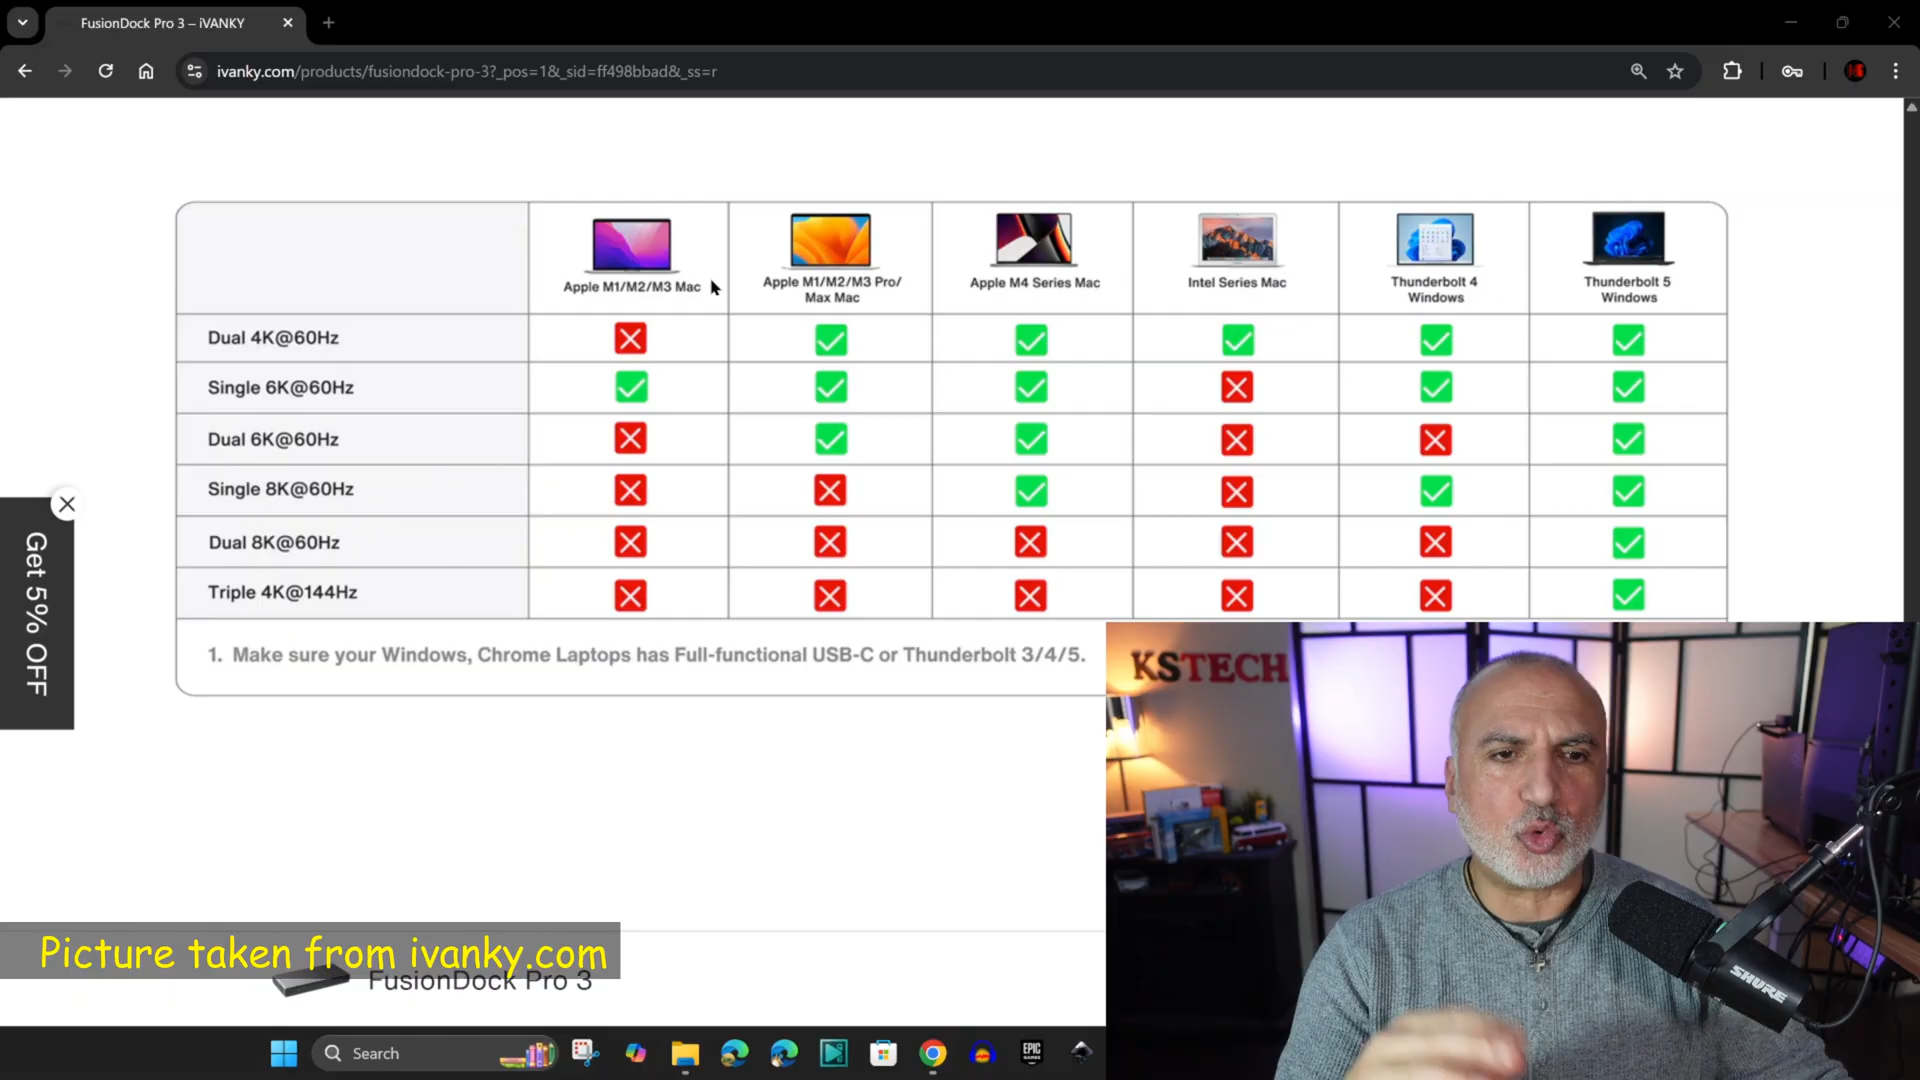 FusionDock Pro 3 – iVANKY
ivanky.com/products/fusiondock-pro-3?_pos=1&_sid=ff498bbad&_ss=r
Apple M1/M2/M3 Mac
Apple M1/M2/M3 Pro/
Max Mac
Apple M4 Series Mac
Intel Series Mac
Thunderbolt 4
Windows
Thunderbolt 5
Windows
Dual 4K@60Hz
Single 6K@60Hz
Dual 6K@60Hz
Single 8K@60Hz
Dual 8K@60Hz
Triple 4K@144Hz
1. Make sure your Windows, Chrome Laptops has Full-functional USB-C or Thunderbolt 3/4/5.
Get 5% OFF
KSTECH
SHURE
Picture taken from ivanky.com
FusionDock Pro 3
Search
EPIC
GAMES